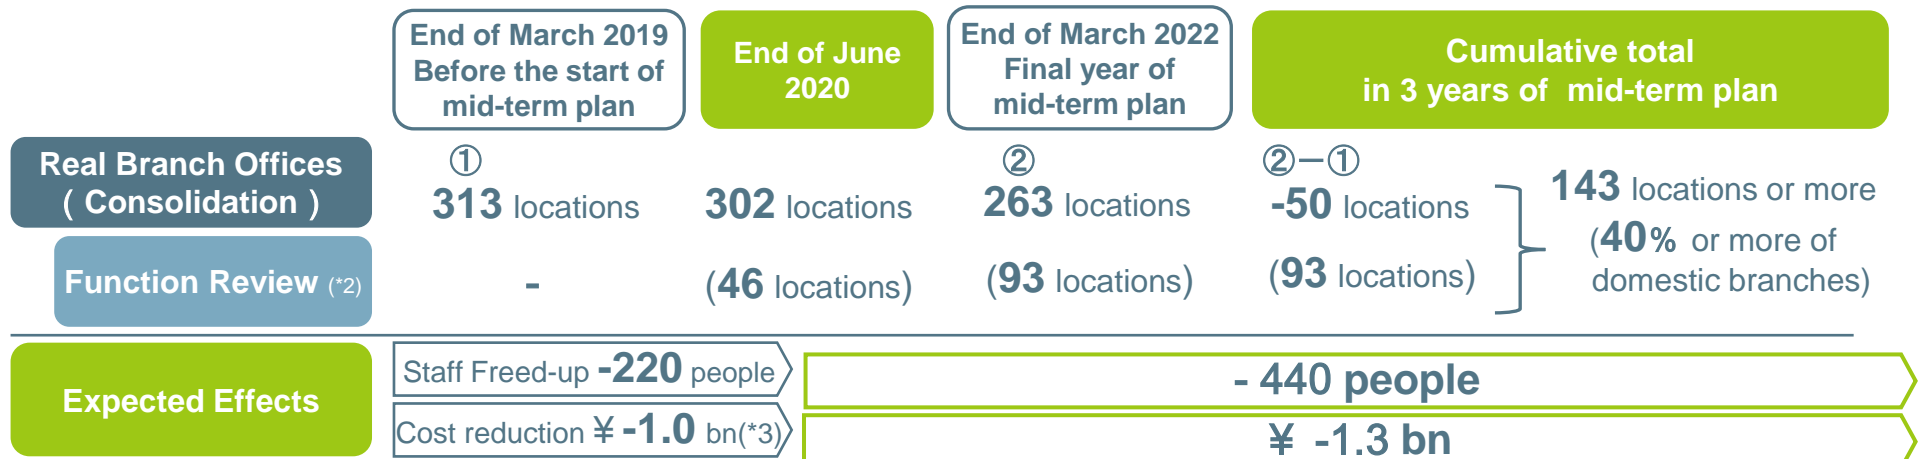 End of March 2019
Before the start of
mid-term plan
End of June
2020
End of March 2022
Final year of
mid-term plan
Cumulative total
in 3 years of mid-term plan
Real Branch Offices
( Consolidation )
①
313 locations
302 locations
②
263 locations
②－①
-50 locations
143 locations or more
(40% or more of
domestic branches)
Function Review (*2)
-
(46 locations)
(93 locations)
(93 locations)
Expected Effects
Staff Freed-up -220 people
- 440 people
Cost reduction ¥ -1.0 bn(*3)
¥ -1.3 bn